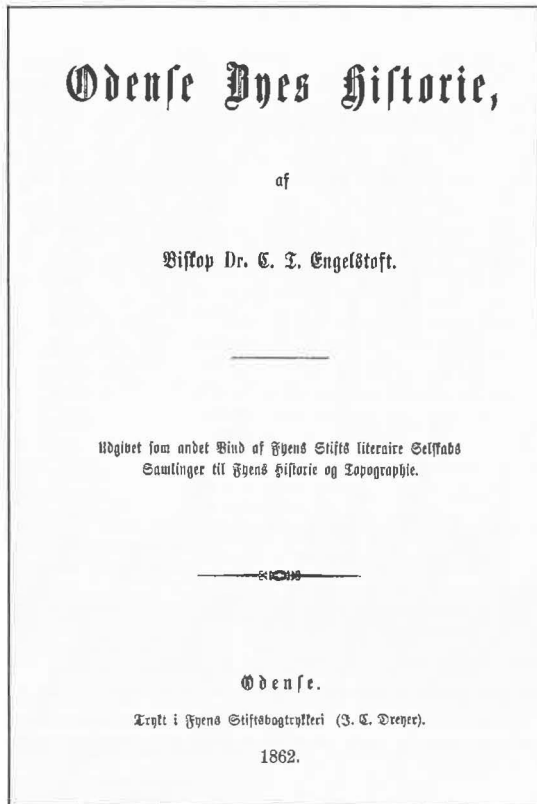 Odense Byes Historie,
af
Biskop Dr. C. T. Engelstoft.
Udgivet som andet Bind af Fyens Stifts literaire Selskabs
Samlinger til Fyens Historie og Topographie.
Odense.
Trykt i Fyens Stiftsbogtrykkeri (J. C. Dreyer).
1862.